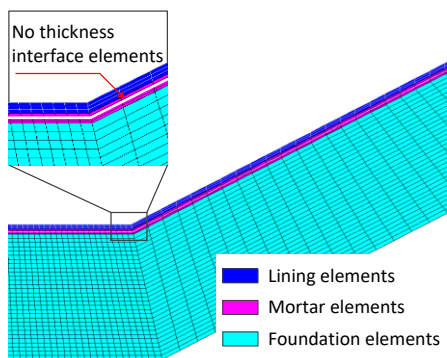 No thickness
interface elements
Lining elements
Mortar elements
Foundation elements